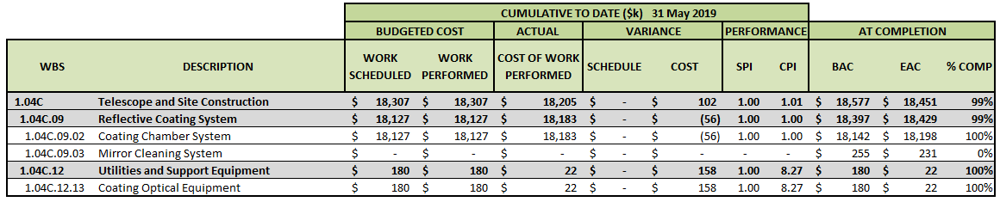 CUMULATIVE TO DATE ($k) 31 May 2019
BUDGETED COST ACTUAL VARIANCE PERFORMANCE AT COMPLETION
WBS DESCRIPTION WORK SCHEDULED WORK PERFORMED COST OF WORK PERFORMED SCHEDULE COST SPI CPI BAC EAC % COMP
1.04C Telescope and Site Construction $ 18,307 $ 18,307 $ 18,205 $ - $ 102 1.00 1.01 $ 18,577 $ 18,451 99%
1.04C.09 Reflective Coating System $ 18,127 $ 18,127 $ 18,183 $ - $ (56) 1.00 1.00 $ 18,397 $ 18,429 99%
1.04C.09.02 Coating Chamber System $ 18,127 $ 18,127 $ 18,183 $ - $ (56) 1.00 1.00 $ 18,142 $ 18,198 100%
1.04C.09.03 Mirror Cleaning System $ - $ - $ - $ - $ - - - $ 255 $ 231 0%
1.04C.12 Utilities and Support Equipment $ 180 $ 180 $ 22 $ - $ 158 1.00 8.27 $ 180 $ 22 100%
1.04C.12.13 Coating Optical Equipment $ 180 $ 180 $ 22 $ - $ 158 1.00 8.27 $ 180 $ 22 100%